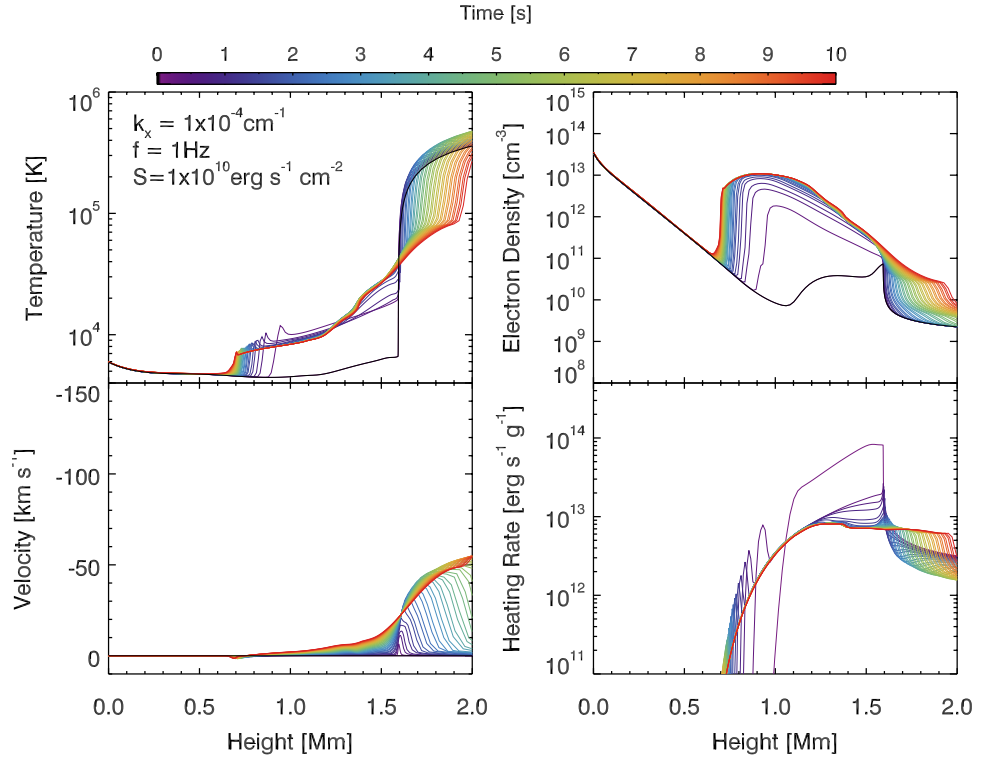 Time [s]
0 1 2 3 4 5 6 7 8 9 10
k_x = 1x10^-4 cm^-1
f = 1Hz
S=1x10^10 erg s^-1 cm^-2
Temperature [K]
10^6
10^5
10^4
Electron Density [cm^-3]
10^15
10^14
10^13
10^12
10^11
10^10
10^9
10^8
Velocity [km s^-1]
-150
-100
-50
0
Heating Rate [erg s^-1 g^-1]
10^14
10^13
10^12
10^11
0.0 0.5 1.0 1.5 2.0
Height [Mm]
0.0 0.5 1.0 1.5 2.0
Height [Mm]